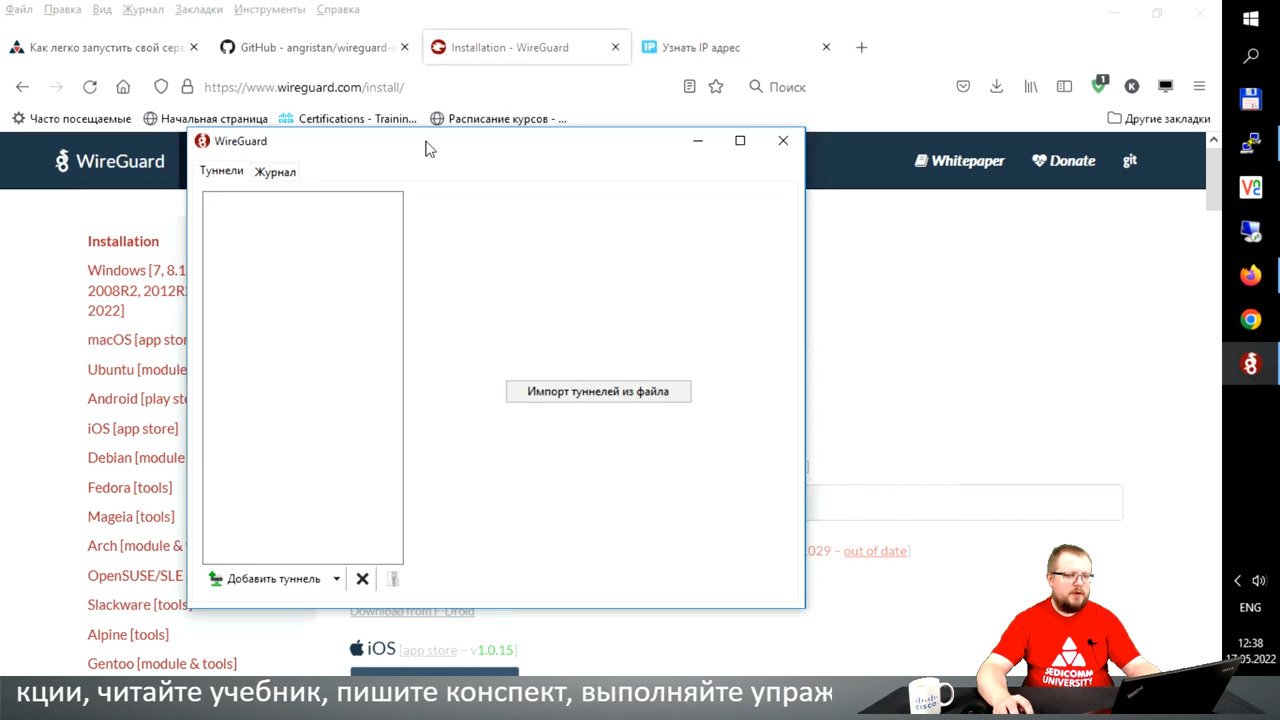 Файл Правка Вид Журнал Закладки Инструменты Справка
Как легко запустить свой серв
GitHub - angristan/wireguard-i
Installation - WireGuard
IP Узнать IP адрес
https://www.wireguard.com/install/
Поиск
1
K
Часто посещаемые
Начальная страница
Certifications - Trainin...
Расписание курсов - ...
Другие закладки
WireGuard
Whitepaper
Donate
git
WireGuard
Туннели
Журнал
Импорт туннелей из файла
Добавить туннель
Installation
Windows [7, 8.1
2008R2, 2012R
2022]
macOS [app stor
Ubuntu [module
Android [play st
iOS [app store]
Debian [module
Fedora [tools]
Mageia [tools]
Arch [module &
OpenSUSE/SLE
Slackware [tools
Alpine [tools]
Gentoo [module & tools]
2029 – out of date]
Download from F-Droid
iOS [app store – v1.0.15]
ENG
12:38
17.05.2022
SEDICOMM
UNIVERSITY
CISCO
кции, читайте учебник, пишите конспект, выполняйте упраж